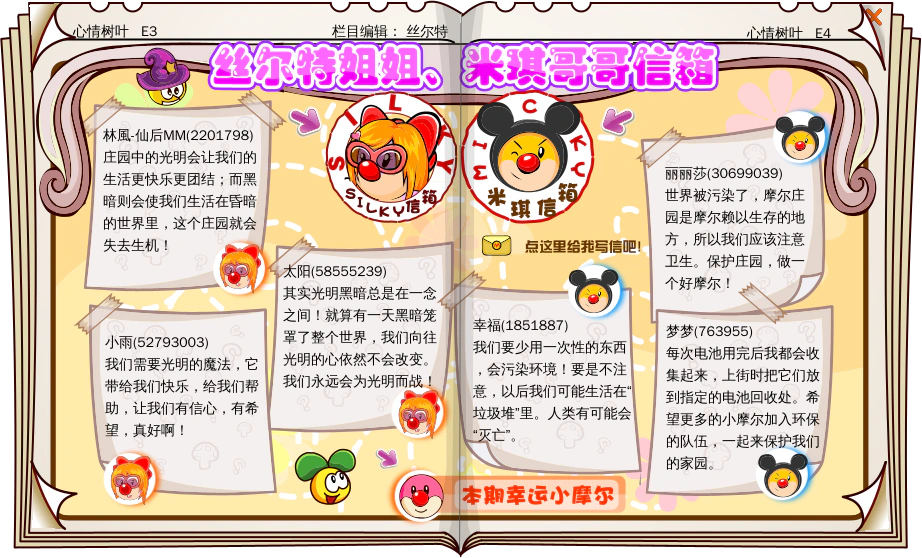 心情树叶 E3
栏目编辑： 丝尔特
心情树叶 E4
丝尔特姐姐、米琪哥哥信箱
林風-仙后MM(2201798)
庄园中的光明会让我们的
生活更快乐更团结；而黑
暗则会使我们生活在昏暗
的世界里，这个庄园就会
失去生机！
小雨(52793003)
我们需要光明的魔法，它
带给我们快乐，给我们帮
助，让我们有信心，有希
望，真好啊！
SILKY
SILKY信箱
太阳(58555239)
其实光明黑暗总是在一念
之间！就算有一天黑暗笼
罩了整个世界，我们向往
光明的心依然不会改变。
我们永远会为光明而战！
MICKY
米琪信箱
点这里给我写信吧!
幸福(1851887)
我们要少用一次性的东西
，会污染环境！要是不注
意，以后我们可能生活在“
垃圾堆”里。人类有可能会
“灭亡”。
丽丽莎(30699039)
世界被污染了，摩尔庄
园是摩尔赖以生存的地
方，所以我们应该注意
卫生。保护庄园，做一
个好摩尔！
梦梦(763955)
每次电池用完后我都会收
集起来，上街时把它们放
到指定的电池回收处。希
望更多的小摩尔加入环保
的队伍，一起来保护我们
的家园。
本期幸运小摩尔